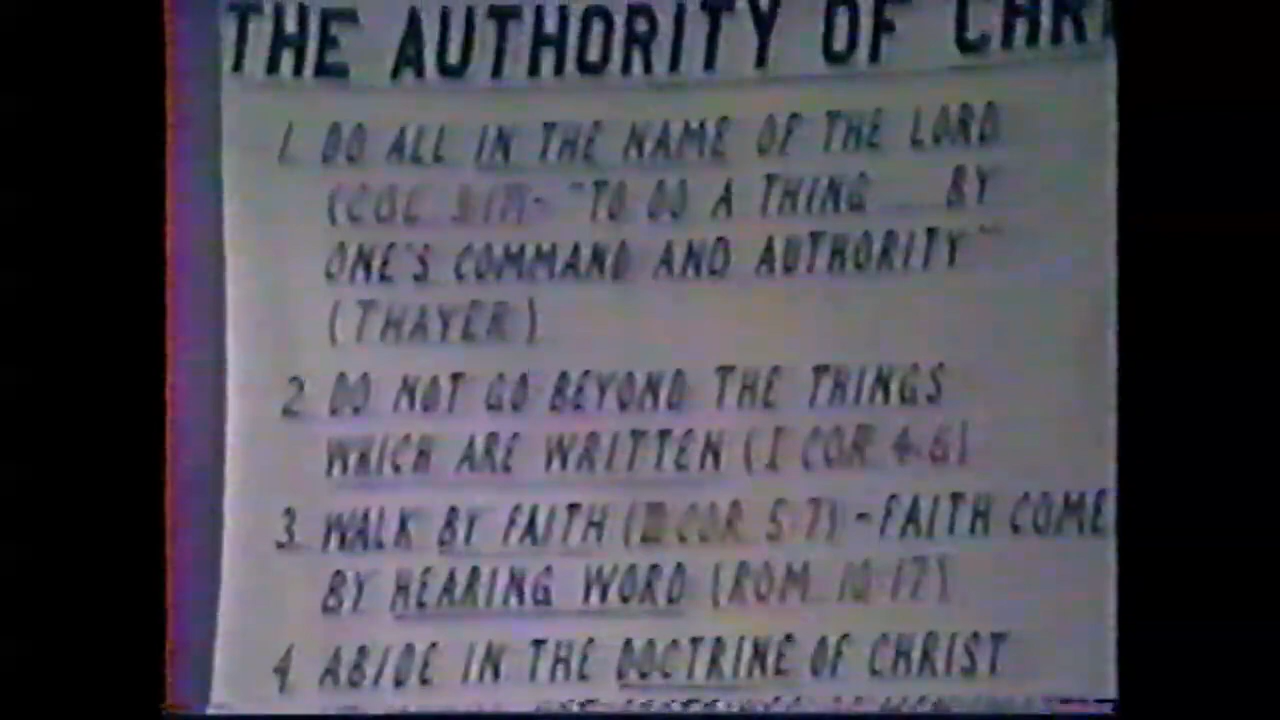 THE AUTHORITY OF CHR
1. DO ALL IN THE NAME OF THE LORD
(COL. 3:17)- "TO DO A THING ... BY
ONE'S COMMAND AND AUTHORITY"
(THAYER)
2. DO NOT GO BEYOND THE THINGS
WHICH ARE WRITTEN (I COR. 4:6)
3. WALK BY FAITH (II COR. 5:7) - FAITH COME
BY HEARING WORD (ROM. 10:17)
4. ABIDE IN THE DOCTRINE OF CHRIST